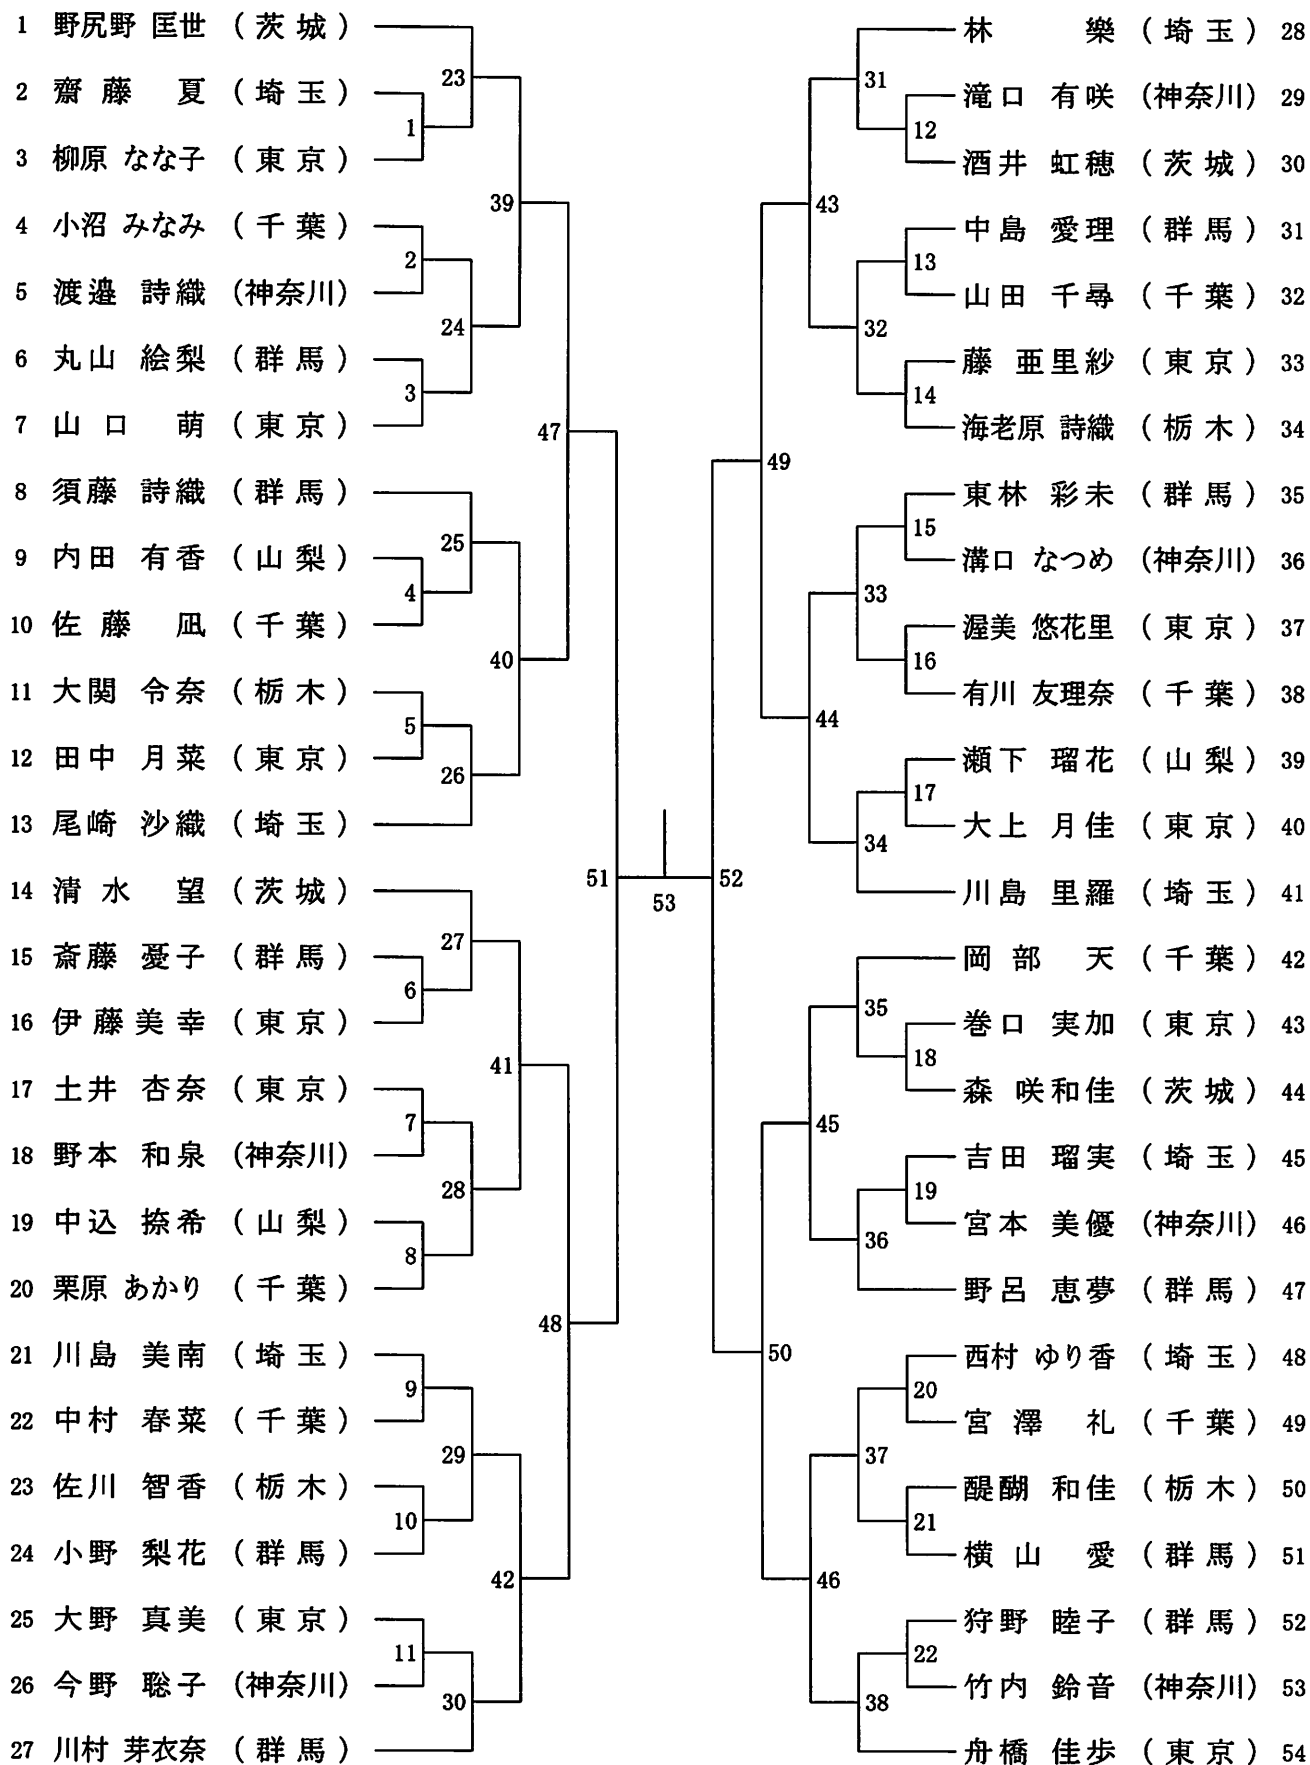 1 野尻野 匡世 (茨城)
2 齋藤 夏 (埼玉)
3 柳原 なな子 (東京)
4 小沼 みなみ (千葉)
5 渡邉 詩織 (神奈川)
6 丸山 絵梨 (群馬)
7 山口 萌 (東京)
8 須藤 詩織 (群馬)
9 内田 有香 (山梨)
10 佐藤 凪 (千葉)
11 大関 令奈 (栃木)
12 田中 月菜 (東京)
13 尾崎 沙織 (埼玉)
14 清水 望 (茨城)
15 斎藤 憂子 (群馬)
16 伊藤美幸 (東京)
17 土井 杏奈 (東京)
18 野本 和泉 (神奈川)
19 中込 捺希 (山梨)
20 栗原 あかり (千葉)
21 川島 美南 (埼玉)
22 中村 春菜 (千葉)
23 佐川 智香 (栃木)
24 小野 梨花 (群馬)
25 大野 真美 (東京)
26 今野 聡子 (神奈川)
27 川村 芽衣奈 (群馬)
23
1
39
2
24
3
47
25
4
40
5
26
51
27
6
41
7
28
8
48
9
29
10
42
11
30
53
52
31
12
43
13
32
14
49
15
33
16
44
17
34
35
18
45
19
36
50
20
37
21
46
22
38
林 樂 (埼玉) 28
滝口 有咲 (神奈川) 29
酒井 虹穂 (茨城) 30
中島 愛理 (群馬) 31
山田 千尋 (千葉) 32
藤 亜里紗 (東京) 33
海老原 詩織 (栃木) 34
東林 彩未 (群馬) 35
溝口 なつめ (神奈川) 36
渥美 悠花里 (東京) 37
有川 友理奈 (千葉) 38
瀬下 瑠花 (山梨) 39
大上 月佳 (東京) 40
川島 里羅 (埼玉) 41
岡部 天 (千葉) 42
巻口 実加 (東京) 43
森 咲和佳 (茨城) 44
吉田 瑠実 (埼玉) 45
宮本 美優 (神奈川) 46
野呂 恵夢 (群馬) 47
西村 ゆり香 (埼玉) 48
宮澤 礼 (千葉) 49
醍醐 和佳 (栃木) 50
横山 愛 (群馬) 51
狩野 睦子 (群馬) 52
竹内 鈴音 (神奈川) 53
舟橋 佳歩 (東京) 54